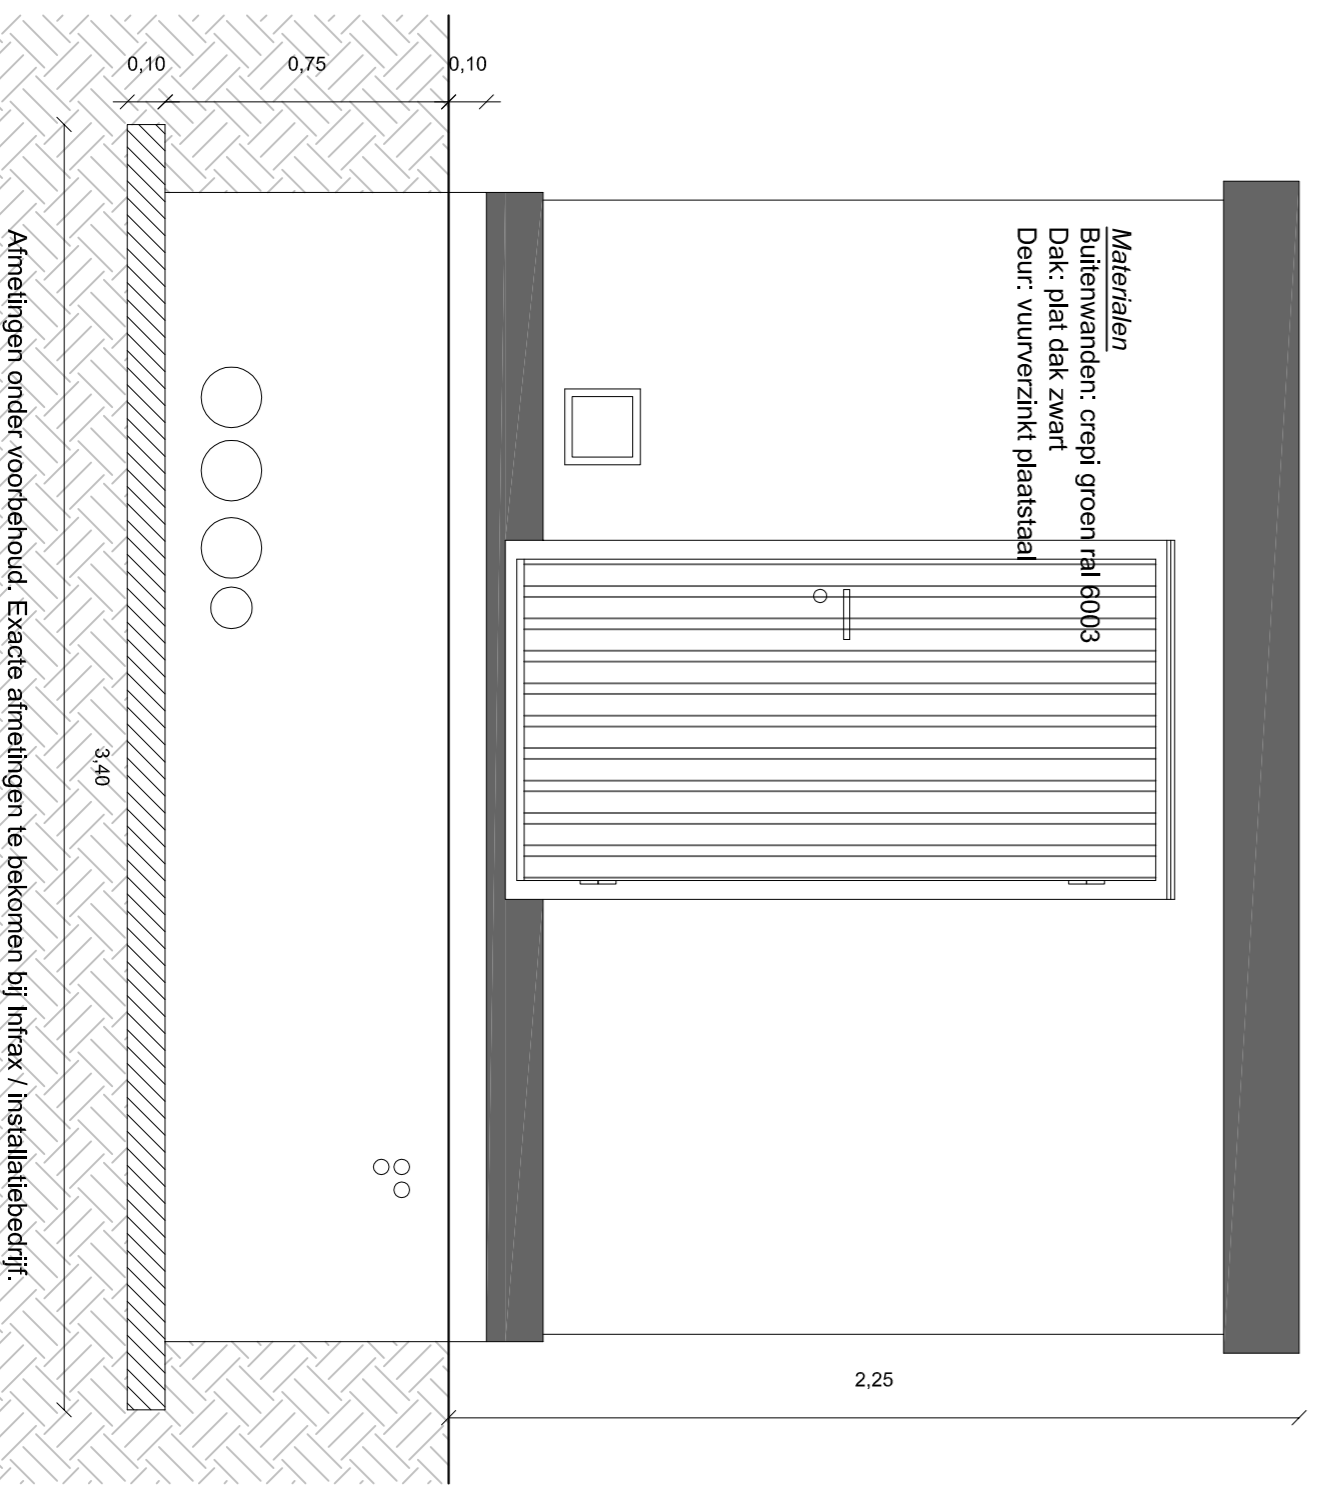 Materialen
Buitenwanden: crepi groen ral 6003
Dak: plat dak zwart
Deur: vuurverzinkt plaatstaal
2,25
0,10
0,75
0,10
3,40
Afmetingen onder voorbehoud. Exacte afmetingen te bekomen bij Infrax / installatiebedrijf.